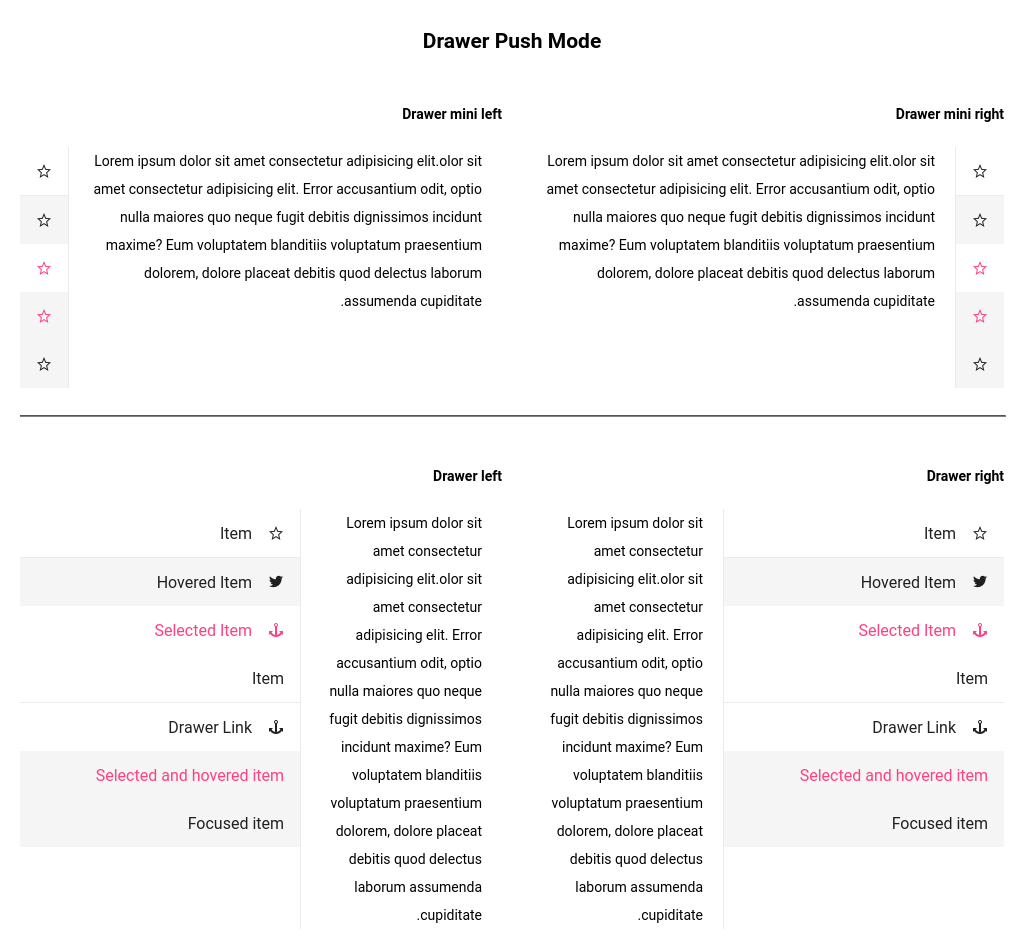 Drawer Push Mode
Drawer mini left
Lorem ipsum dolor sit amet consectetur adipisicing elit.olor sit
amet consectetur adipisicing elit. Error accusantium odit, optio
nulla maiores quo neque fugit debitis dignissimos incidunt
maxime? Eum voluptatem blanditiis voluptatum praesentium
dolorem, dolore placeat debitis quod delectus laborum
.assumenda cupiditate
Drawer mini right
Lorem ipsum dolor sit amet consectetur adipisicing elit.olor sit
amet consectetur adipisicing elit. Error accusantium odit, optio
nulla maiores quo neque fugit debitis dignissimos incidunt
maxime? Eum voluptatem blanditiis voluptatum praesentium
dolorem, dolore placeat debitis quod delectus laborum
.assumenda cupiditate
Drawer left
Item
Hovered Item
Selected Item
Item
Drawer Link
Selected and hovered item
Focused item
Lorem ipsum dolor sit
amet consectetur
adipisicing elit.olor sit
amet consectetur
adipisicing elit. Error
accusantium odit, optio
nulla maiores quo neque
fugit debitis dignissimos
incidunt maxime? Eum
voluptatem blanditiis
voluptatum praesentium
dolorem, dolore placeat
debitis quod delectus
laborum assumenda
.cupiditate
Drawer right
Lorem ipsum dolor sit
amet consectetur
adipisicing elit.olor sit
amet consectetur
adipisicing elit. Error
accusantium odit, optio
nulla maiores quo neque
fugit debitis dignissimos
incidunt maxime? Eum
voluptatem blanditiis
voluptatum praesentium
dolorem, dolore placeat
debitis quod delectus
laborum assumenda
.cupiditate
Item
Hovered Item
Selected Item
Item
Drawer Link
Selected and hovered item
Focused item